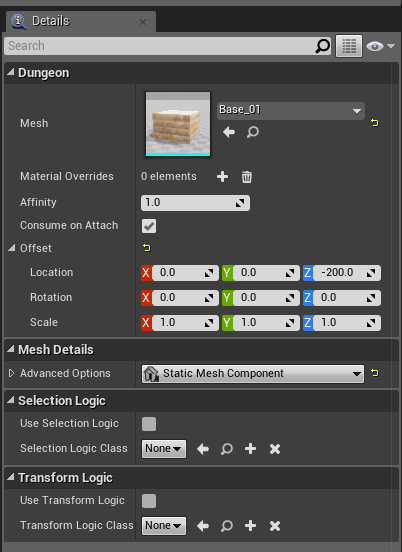 Details
Search
Dungeon
Mesh
Base_01
Material Overrides 0 elements
Affinity 1.0
Consume on Attach
Offset
Location X 0.0 Y 0.0 Z -200.0
Rotation X 0.0 Y 0.0 Z 0.0
Scale X 1.0 Y 1.0 Z 1.0
Mesh Details
Advanced Options Static Mesh Component
Selection Logic
Use Selection Logic
Selection Logic Class None
Transform Logic
Use Transform Logic
Transform Logic Class None